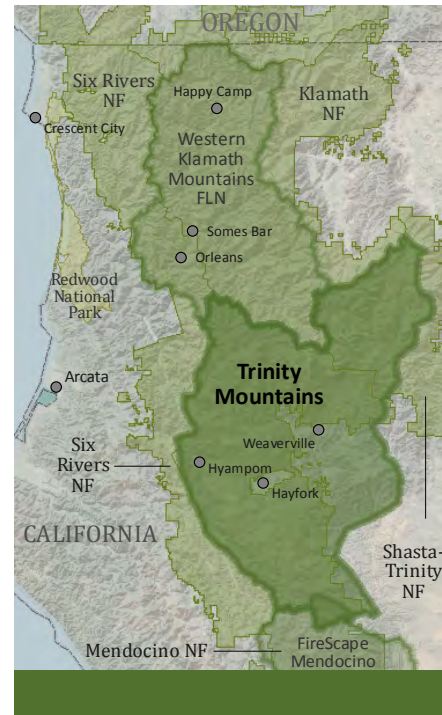 OREGON
Six Rivers
NF
Happy Camp
Klamath
NF
Crescent City
Western
Klamath
Mountains
FLN
Somes Bar
Orleans
Redwood
National
Park
Trinity
Mountains
Arcata
Weaverville
Six
Rivers
NF
Hyampom
Hayfork
CALIFORNIA
Shasta-
Trinity
NF
Mendocino NF
FireScape
Mendocino